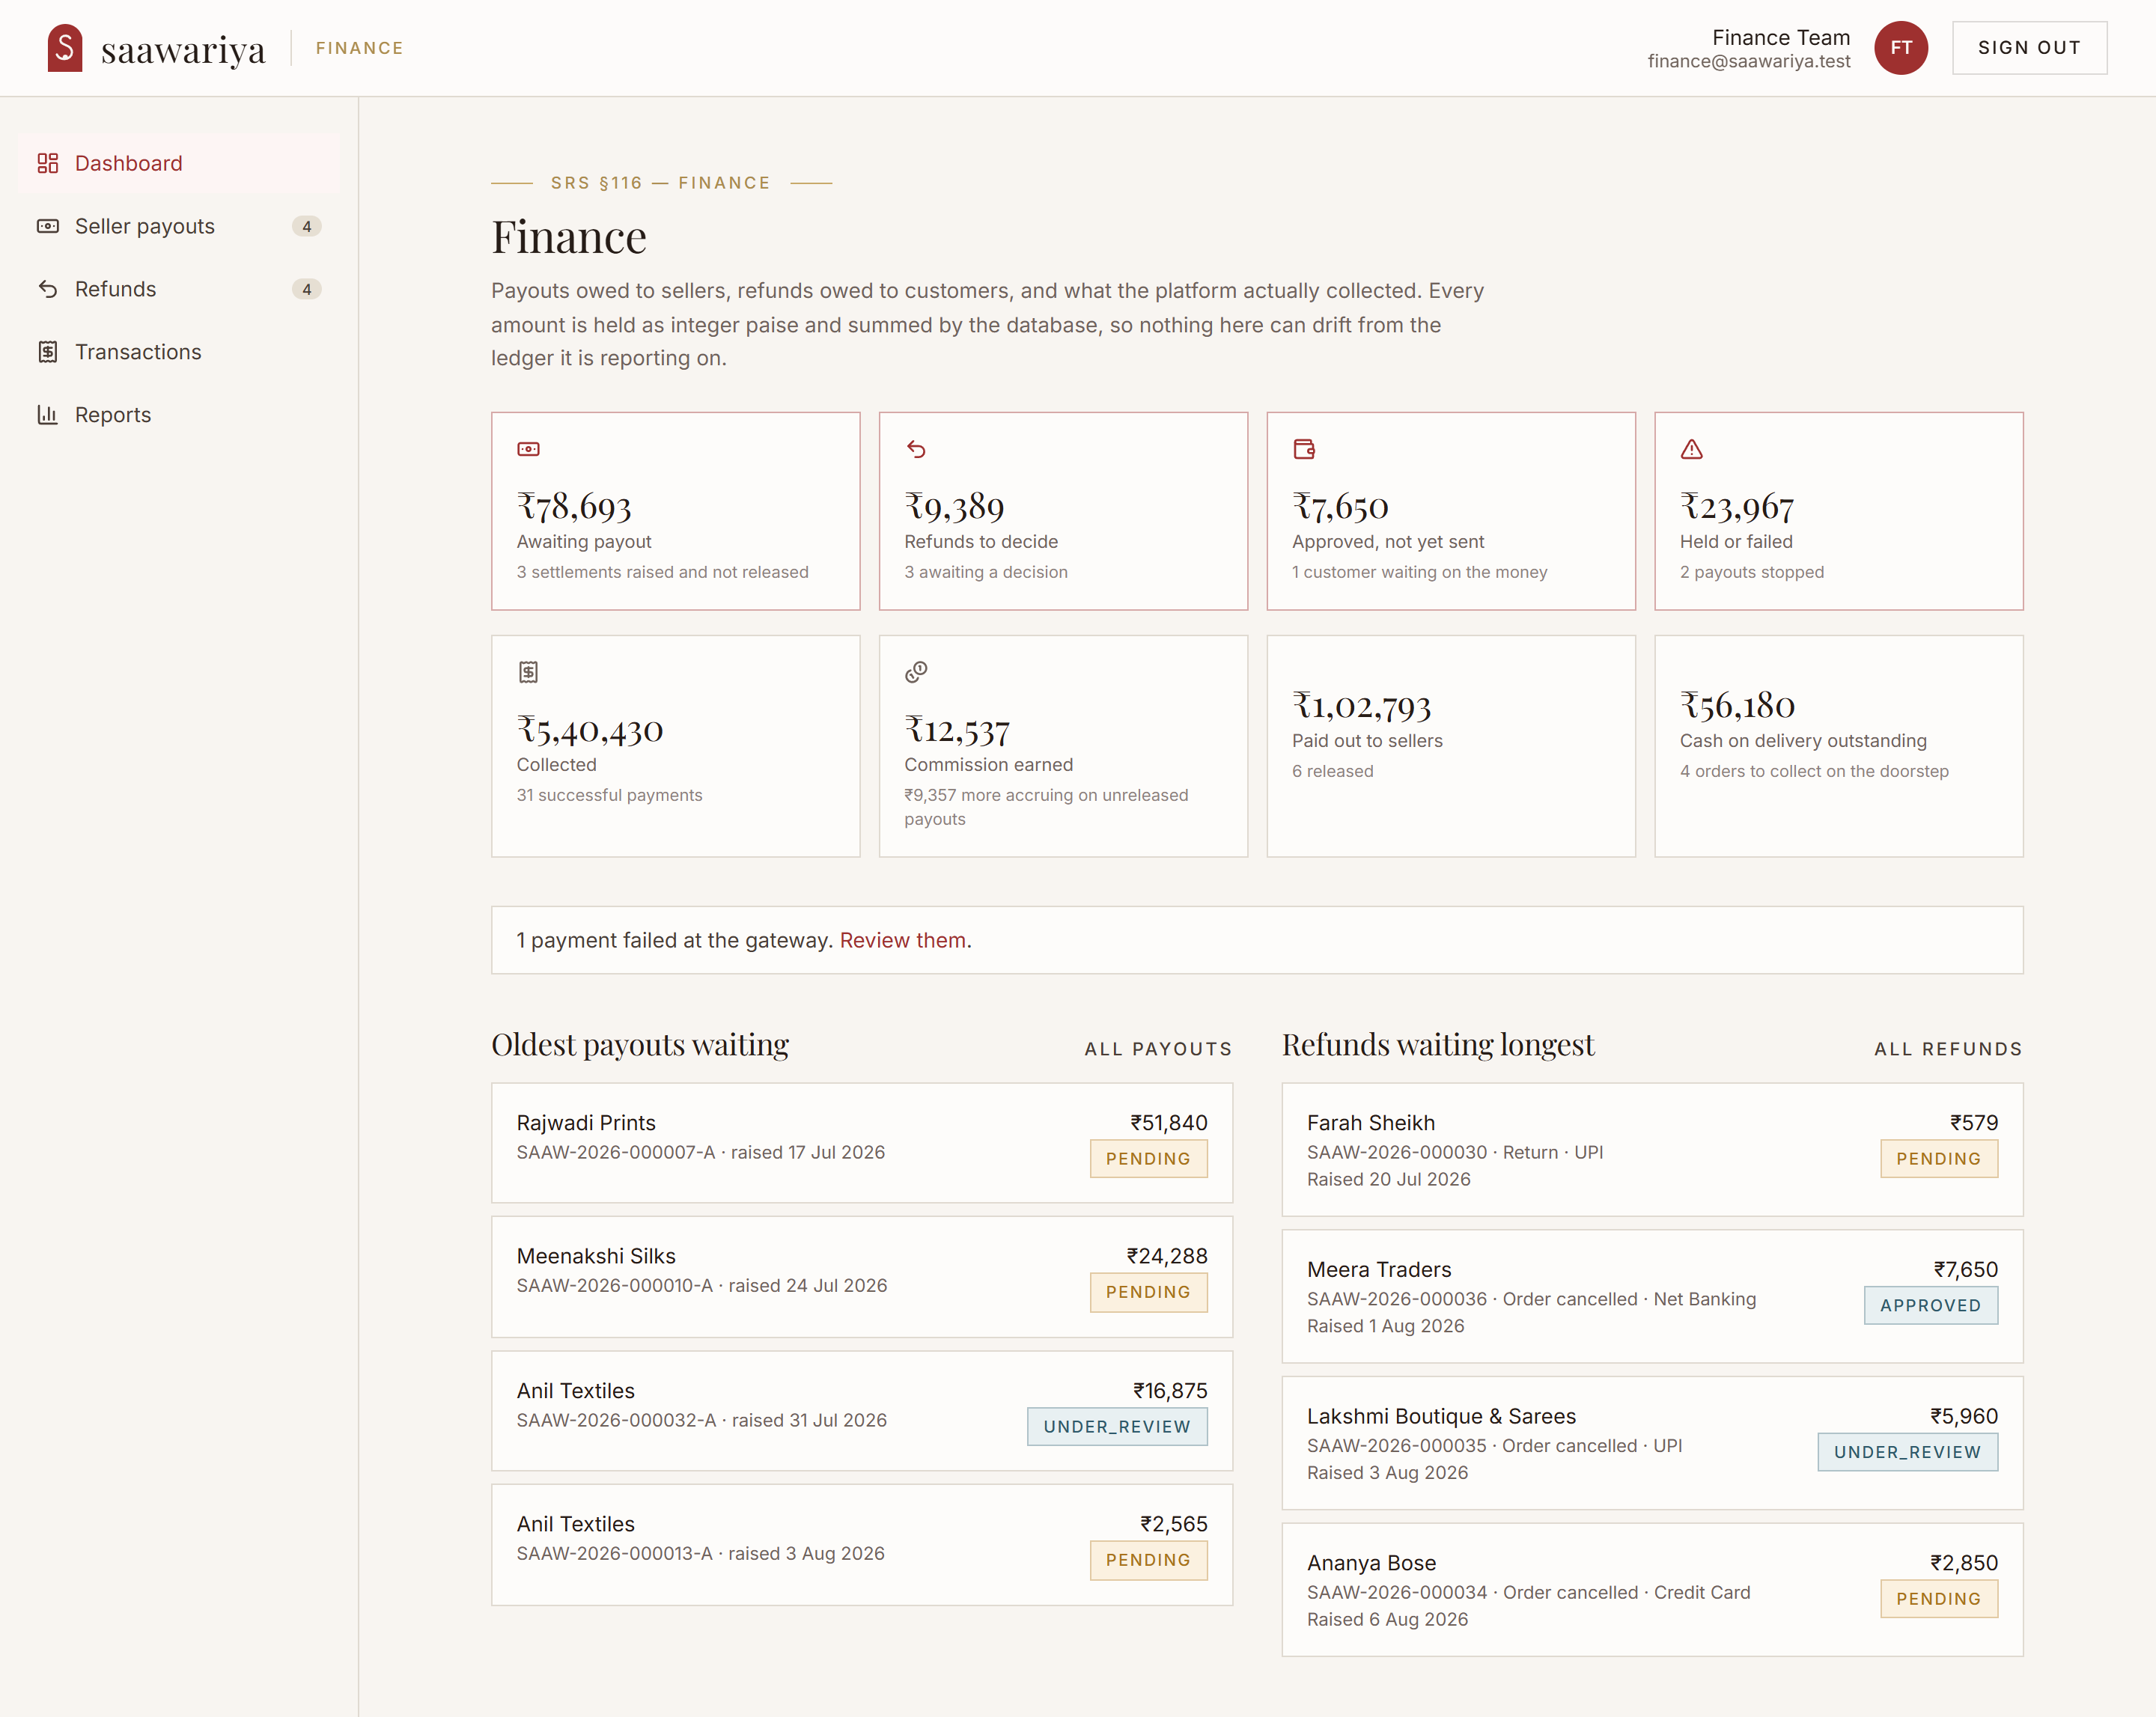 saawariya
FINANCE
Finance Team
finance@saawariya.test
FT
SIGN OUT
Dashboard
Seller payouts 4
Refunds 4
Transactions
Reports
SRS §116 — FINANCE
Finance
Payouts owed to sellers, refunds owed to customers, and what the platform actually collected. Every
amount is held as integer paise and summed by the database, so nothing here can drift from the
ledger it is reporting on.
₹78,693
Awaiting payout
3 settlements raised and not released
₹9,389
Refunds to decide
3 awaiting a decision
₹7,650
Approved, not yet sent
1 customer waiting on the money
₹23,967
Held or failed
2 payouts stopped
₹5,40,430
Collected
31 successful payments
₹12,537
Commission earned
₹9,357 more accruing on unreleased
payouts
₹1,02,793
Paid out to sellers
6 released
₹56,180
Cash on delivery outstanding
4 orders to collect on the doorstep
1 payment failed at the gateway. Review them.
Oldest payouts waiting
ALL PAYOUTS
Rajwadi Prints
₹51,840
SAAW-2026-000007-A · raised 17 Jul 2026
PENDING
Meenakshi Silks
₹24,288
SAAW-2026-000010-A · raised 24 Jul 2026
PENDING
Anil Textiles
₹16,875
SAAW-2026-000032-A · raised 31 Jul 2026
UNDER_REVIEW
Anil Textiles
₹2,565
SAAW-2026-000013-A · raised 3 Aug 2026
PENDING
Refunds waiting longest
ALL REFUNDS
Farah Sheikh
₹579
SAAW-2026-000030 · Return · UPI
Raised 20 Jul 2026
PENDING
Meera Traders
₹7,650
SAAW-2026-000036 · Order cancelled · Net Banking
Raised 1 Aug 2026
APPROVED
Lakshmi Boutique & Sarees
₹5,960
SAAW-2026-000035 · Order cancelled · UPI
Raised 3 Aug 2026
UNDER_REVIEW
Ananya Bose
₹2,850
SAAW-2026-000034 · Order cancelled · Credit Card
Raised 6 Aug 2026
PENDING